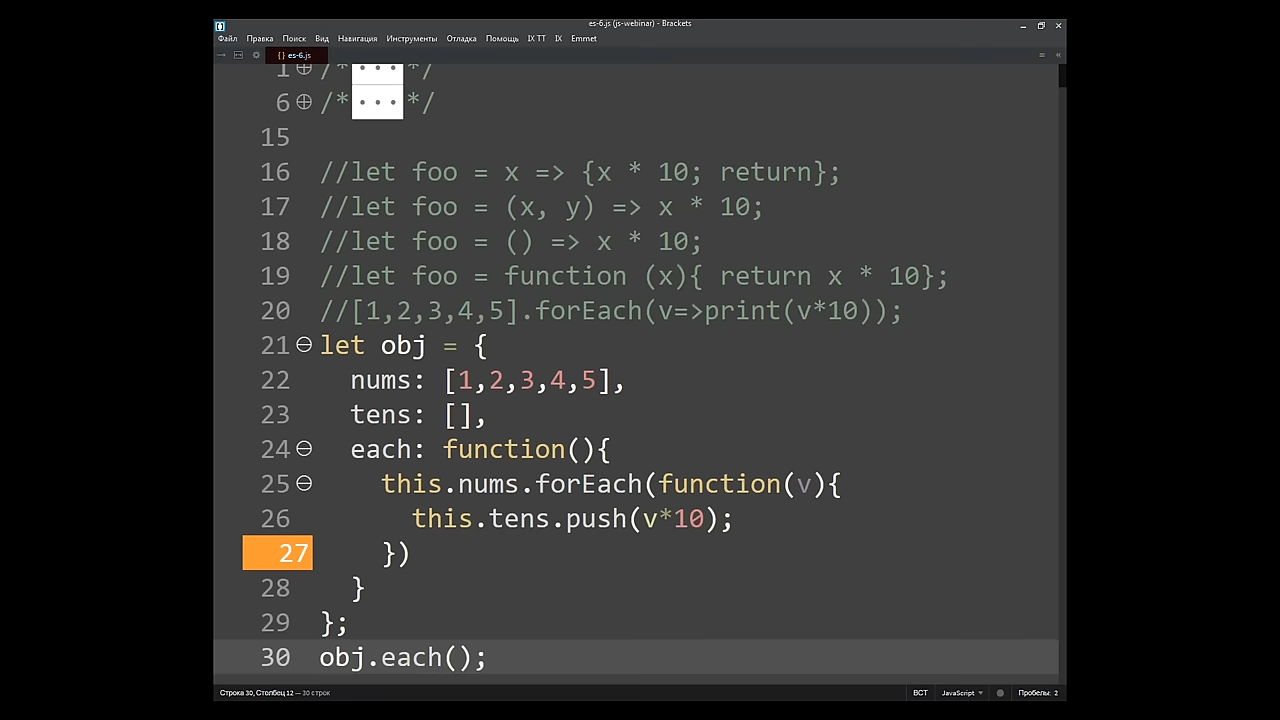 es-6.js (js-webinar) - Brackets
Файл Правка Поиск Вид Навигация Инструменты Отладка Помощь IX TT IX Emmet
{} es-6.js
1 /*...*/
6 /*...*/
15
16 //let foo = x => {x * 10; return};
17 //let foo = (x, y) => x * 10;
18 //let foo = () => x * 10;
19 //let foo = function (x){ return x * 10};
20 //[1,2,3,4,5].forEach(v=>print(v*10));
21 let obj = {
22 nums: [1,2,3,4,5],
23 tens: [],
24 each: function(){
25 this.nums.forEach(function(v){
26 this.tens.push(v*10);
27 })
28 }
29 };
30 obj.each();
Строка 30, Столбец 12 — 30 строк ВСТ JavaScript Пробелы: 2